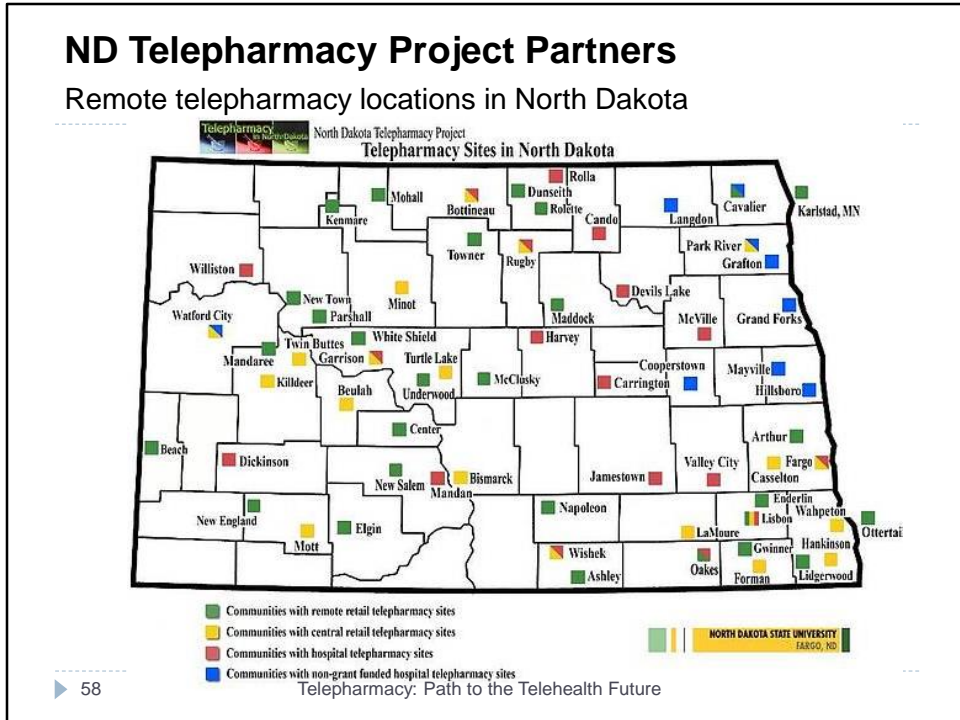 ND Telepharmacy Project Partners
Remote telepharmacy locations in North Dakota
Telepharmacy
in North Dakota
North Dakota Telepharmacy Project
Telepharmacy Sites in North Dakota
Rolla
Mohall
Dunseith
Bottineau
Kenmare
Rolette
Cando
Langdon
Cavalier
Karlstad, MN
Towner
Rugby
Park River
Grafton
Williston
Minot
Devils Lake
New Town
Parshall
Maddock
McVille
Grand Forks
Watford City
White Shield
Harvey
Twin Buttes
Mandaree
Garrison
Turtle Lake
Cooperstown
Mayville
Killdeer
Beulah
Underwood
McClusky
Carrington
Hillsboro
Center
Arthur
Beach
Dickinson
New Salem
Mandan
Bismarck
Jamestown
Valley City
Fargo
Casselton
New England
Napoleon
Enderlin
Wahpeton
Lisbon
Ottertai
Mott
Elgin
LaMoure
Hankinson
Wishek
Gwinner
Ashley
Oakes
Forman
Lidgerwood
Communities with remote retail telepharmacy sites
Communities with central retail telepharmacy sites
Communities with hospital telepharmacy sites
Communities with non-grant funded hospital telepharmacy sites
NORTH DAKOTA STATE UNIVERSITY
FARGO, ND
58
Telepharmacy: Path to the Telehealth Future